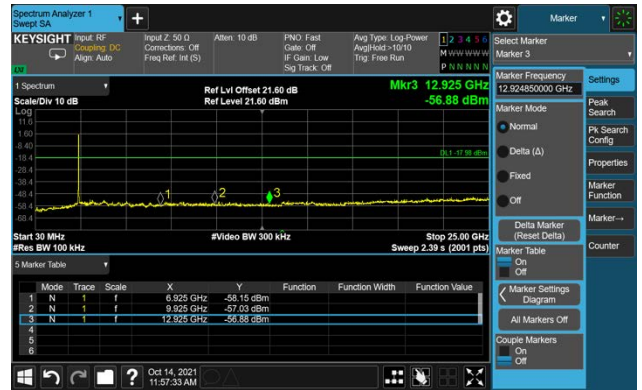 Spectrum Analyzer 1
Swept SA
Marker
KEYSIGHT Input: RF Input Z: 50 Ω Atten: 10 dB PNO: Fast Avg Type: Log-Power 1 2 3 4 5 6
Coupling: DC Corrections: Off Gate: Off Avg|Hold:>10/10 M W W W W W
Align: Auto Freq Ref: Int (S) IF Gain: Low Trig: Free Run
Sig Track: Off P N N N N N
Select Marker
Marker 3
1 Spectrum Ref Lvl Offset 21.60 dB Mkr3 12.925 GHz
Scale/Div 10 dB Ref Level 21.60 dBm -56.88 dBm
Log
11.6
1.60
-8.40
-18.4 DL1 -17.98 dBm
-28.4
-38.4
-48.4
-58.4
-68.4
1 2 3
Start 30 MHz #Video BW 300 kHz Stop 25.00 GHz
#Res BW 100 kHz Sweep 2.39 s (2001 pts)
5 Marker Table
Mode Trace Scale X Y Function Function Width Function Value
1 N 1 f 6.925 GHz -58.15 dBm
2 N 1 f 9.925 GHz -57.03 dBm
3 N 1 f 12.925 GHz -56.88 dBm
4
5
6
Marker Frequency
12.924850000 GHz
Marker Mode
Normal
Delta (Δ)
Fixed
Off
Delta Marker
(Reset Delta)
Marker Table
On
Off
Marker Settings
Diagram
All Markers Off
Couple Markers
On
Off
Settings
Peak
Search
Pk Search
Config
Properties
Marker
Function
Marker→
Counter
Oct 14, 2021
11:57:33 AM